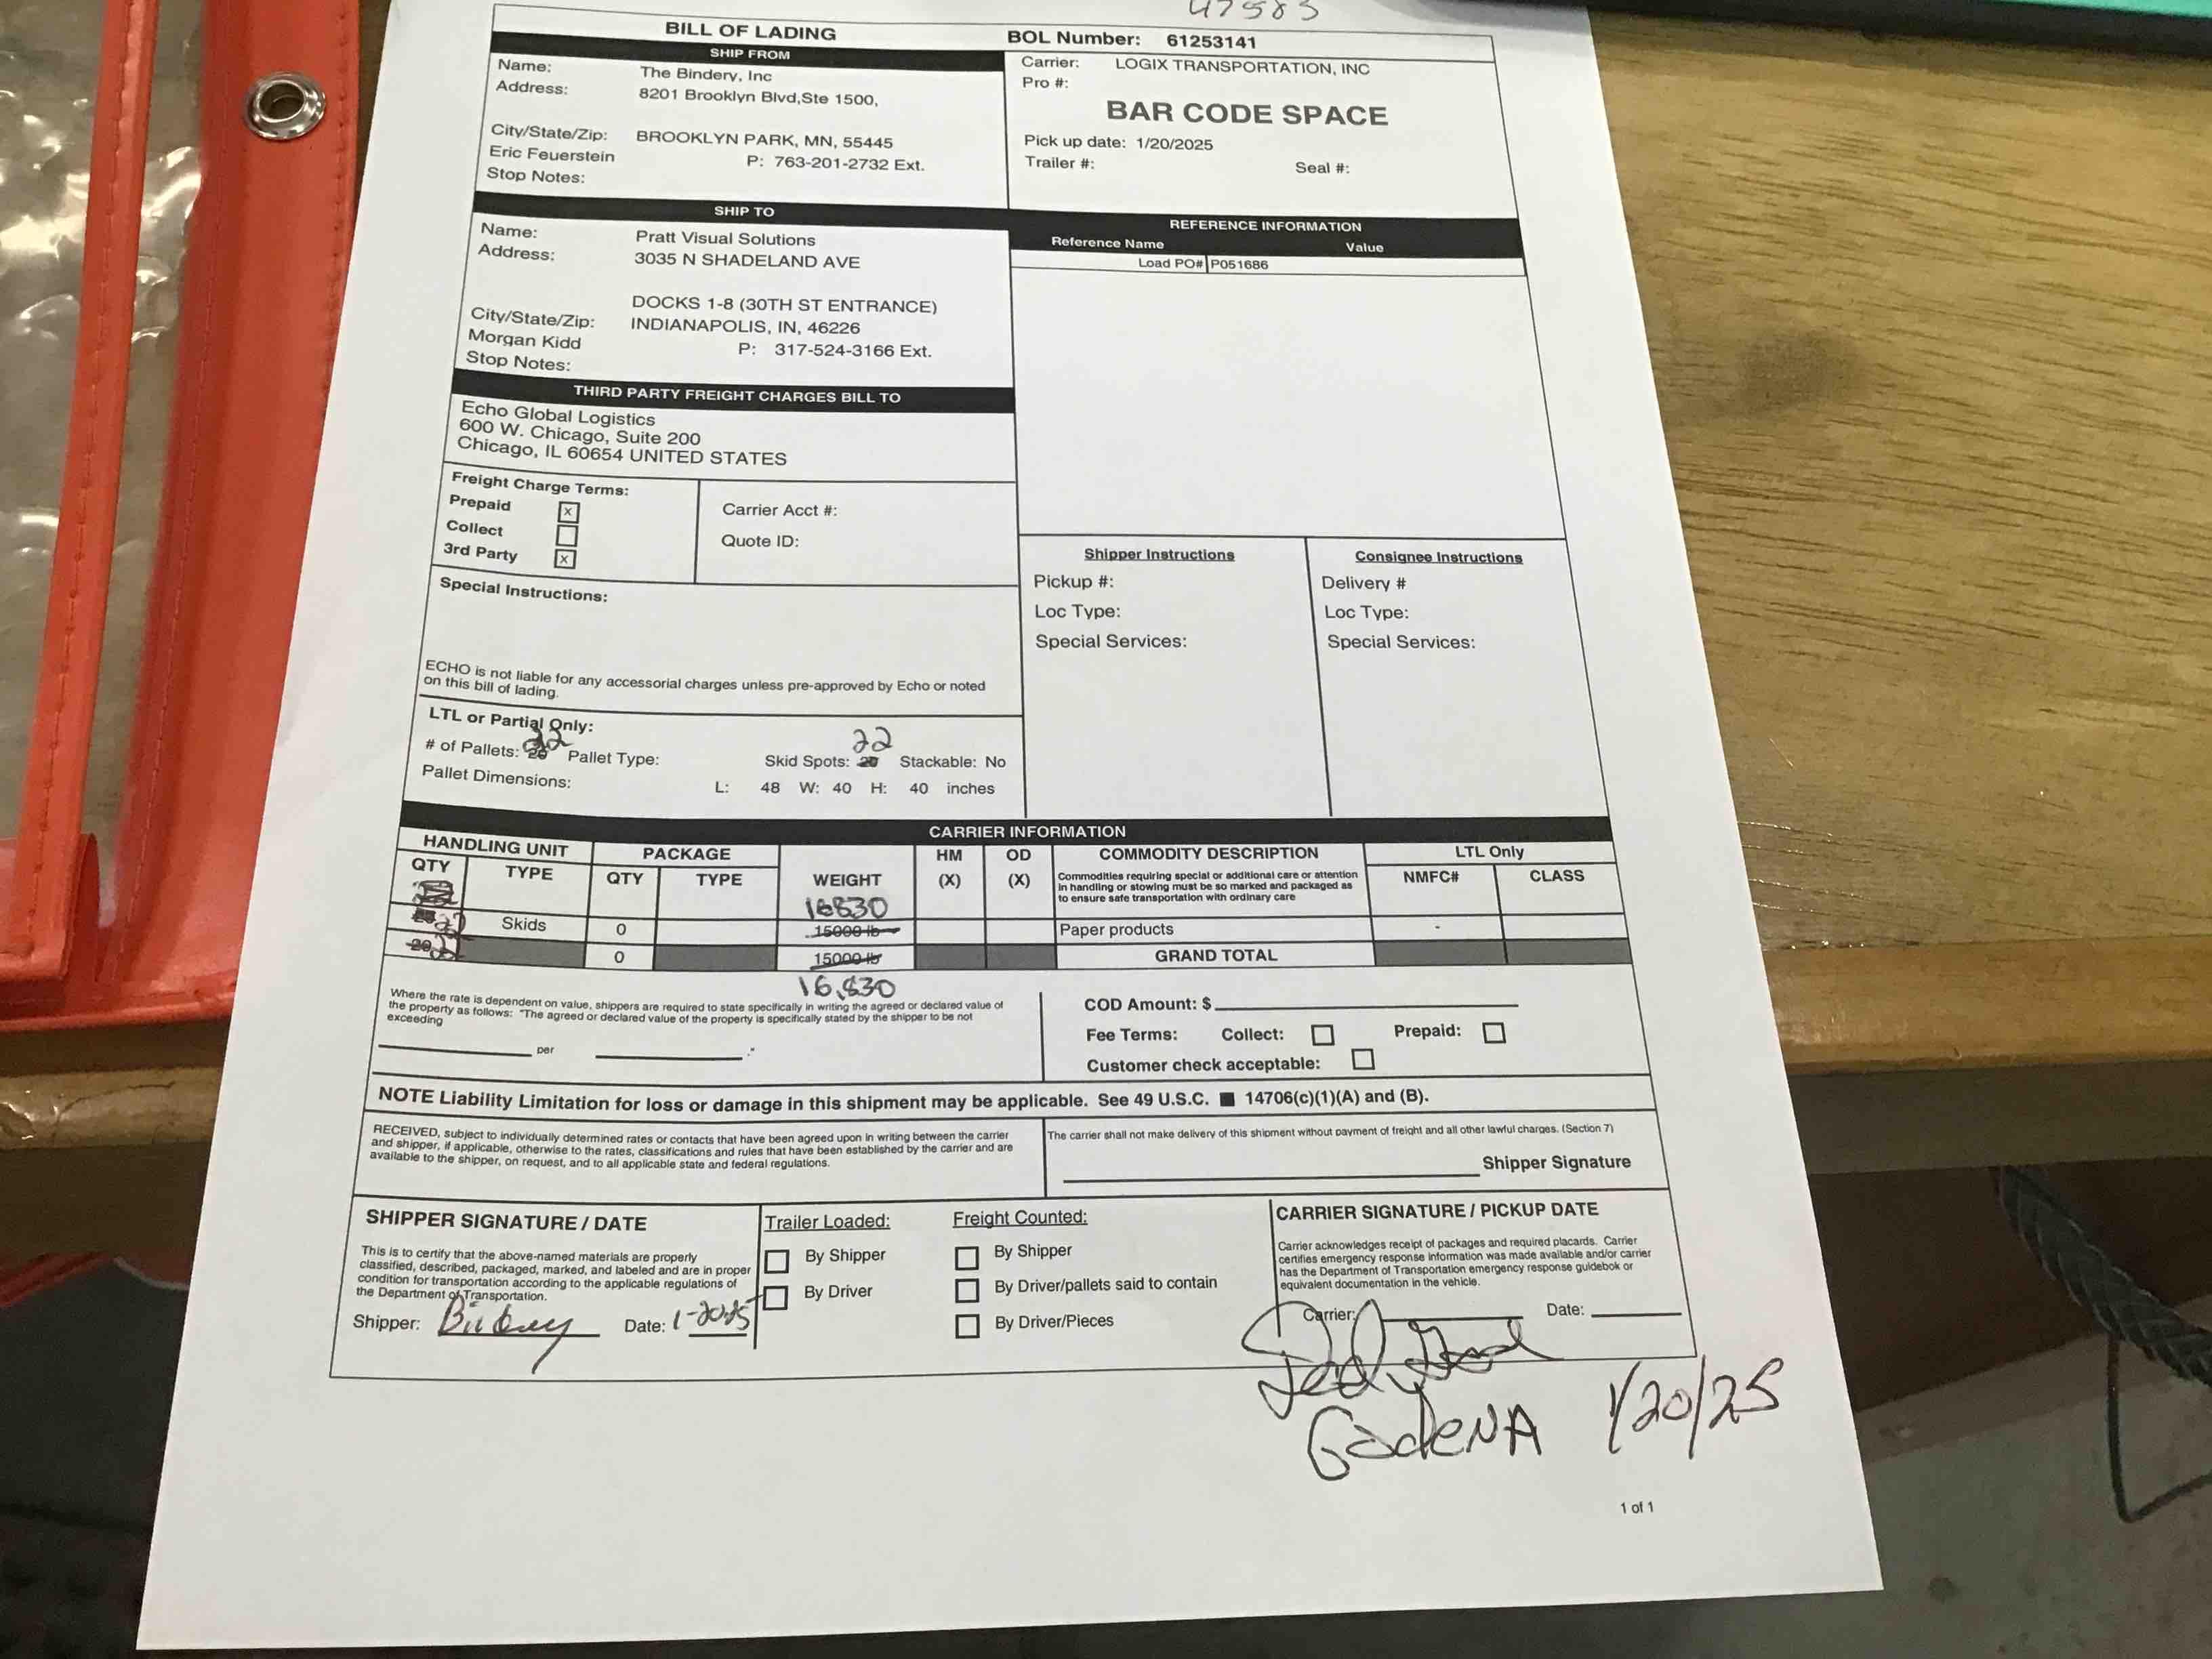 47585
BILL OF LADING
BOL Number: 61253141
SHIP FROM
Name: The Bindery, Inc
Address: 8201 Brooklyn Blvd,Ste 1500,
City/State/Zip: BROOKLYN PARK, MN, 55445
Eric Feuerstein P: 763-201-2732 Ext.
Stop Notes:
Carrier: LOGIX TRANSPORTATION, INC
Pro #:
BAR CODE SPACE
Pick up date: 1/20/2025
Trailer #: Seal #:
SHIP TO
Name: Pratt Visual Solutions
Address: 3035 N SHADELAND AVE
DOCKS 1-8 (30TH ST ENTRANCE)
City/State/Zip: INDIANAPOLIS, IN, 46226
Morgan Kidd P: 317-524-3166 Ext.
Stop Notes:
REFERENCE INFORMATION
Reference Name Value
Load PO# P051686
THIRD PARTY FREIGHT CHARGES BILL TO
Echo Global Logistics
600 W. Chicago, Suite 200
Chicago, IL 60654 UNITED STATES
Freight Charge Terms:
Prepaid X
Collect
3rd Party X
Carrier Acct #:
Quote ID:
Special Instructions:
ECHO is not liable for any accessorial charges unless pre-approved by Echo or noted
on this bill of lading.
Shipper Instructions
Pickup #:
Loc Type:
Special Services:
Consignee Instructions
Delivery #
Loc Type:
Special Services:
LTL or Partial Only:
22 22
# of Pallets: 20 Pallet Type: Skid Spots: 20 Stackable: No
Pallet Dimensions: L: 48 W: 40 H: 40 inches
CARRIER INFORMATION
HANDLING UNIT PACKAGE WEIGHT HM (X) OD (X) COMMODITY DESCRIPTION LTL Only
QTY TYPE QTY TYPE NMFC# CLASS
Commodities requiring special or additional care or attention
in handling or stowing must be so marked and packaged as
to ensure safe transportation with ordinary care
16830
22 Skids 0 15000 lb Paper products -
20 22 0 15000 lb GRAND TOTAL
16,830
Where the rate is dependent on value, shippers are required to state specifically in writing the agreed or declared value of
the property as follows: "The agreed or declared value of the property is specifically stated by the shipper to be not
exceeding
per ."
COD Amount: $
Fee Terms: Collect: Prepaid:
Customer check acceptable:
NOTE Liability Limitation for loss or damage in this shipment may be applicable. See 49 U.S.C. ■ 14706(c)(1)(A) and (B).
RECEIVED, subject to individually determined rates or contacts that have been agreed upon in writing between the carrier
and shipper, if applicable, otherwise to the rates, classifications and rules that have been established by the carrier and are
available to the shipper, on request, and to all applicable state and federal regulations.
The carrier shall not make delivery of this shipment without payment of freight and all other lawful charges. (Section 7)
Shipper Signature
SHIPPER SIGNATURE / DATE
This is to certify that the above-named materials are properly
classified, described, packaged, marked, and labeled and are in proper
condition for transportation according to the applicable regulations of
the Department of Transportation.
Shipper: Bindery Date: 1-20-25
Trailer Loaded:
By Shipper
By Driver
Freight Counted:
By Shipper
By Driver/pallets said to contain
By Driver/Pieces
CARRIER SIGNATURE / PICKUP DATE
Carrier acknowledges receipt of packages and required placards. Carrier
certifies emergency response information was made available and/or carrier
has the Department of Transportation emergency response guidebok or
equivalent documentation in the vehicle.
Carrier: Date:
GadeNA 1/20/25
1 of 1